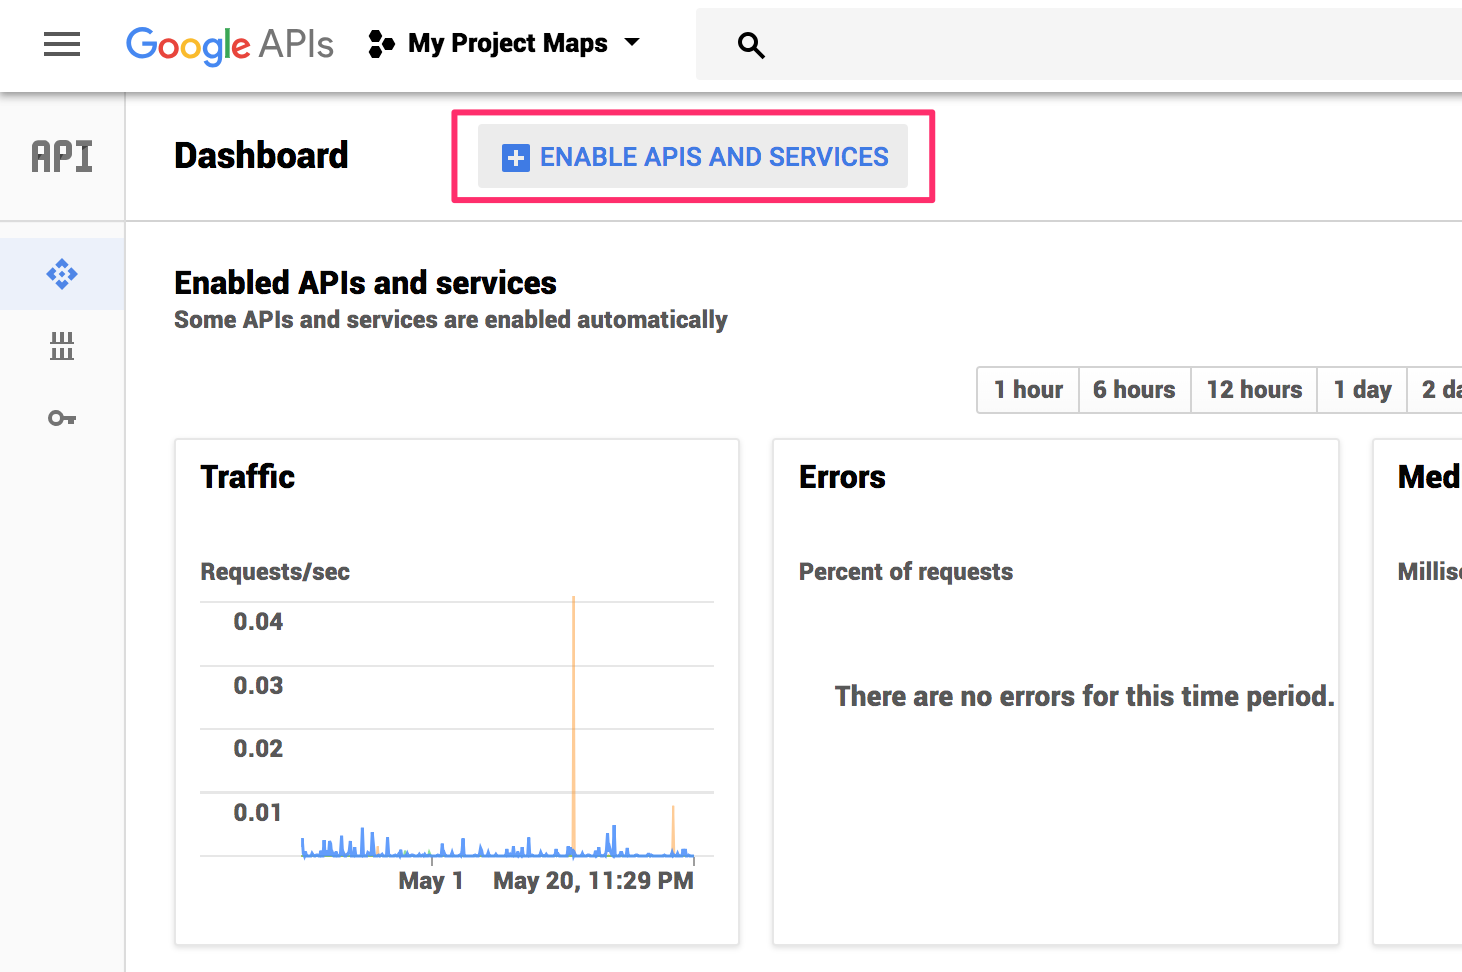 Google APIs
My Project Maps
API
Dashboard
ENABLE APIS AND SERVICES
Enabled APIs and services
Some APIs and services are enabled automatically
1 hour
6 hours
12 hours
1 day
2 da
Traffic
Requests/sec
0.04
0.03
0.02
0.01
May 1
May 20, 11:29 PM
Errors
Percent of requests
There are no errors for this time period.
Med
Millis